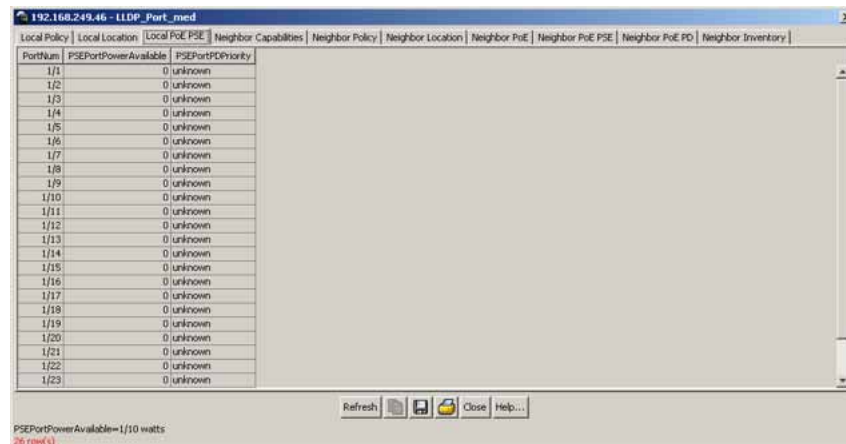 192.168.249.46 - LLDP_Port_med
Local Policy Local Location Local PoE PSE Neighbor Capabilities Neighbor Policy Neighbor Location Neighbor PoE Neighbor PoE PSE Neighbor PoE PD Neighbor Inventory
PortNum PSEPortPowerAvailable PSEPortPDPriority
1/1 0 unknown
1/2 0 unknown
1/3 0 unknown
1/4 0 unknown
1/5 0 unknown
1/6 0 unknown
1/7 0 unknown
1/8 0 unknown
1/9 0 unknown
1/10 0 unknown
1/11 0 unknown
1/12 0 unknown
1/13 0 unknown
1/14 0 unknown
1/15 0 unknown
1/16 0 unknown
1/17 0 unknown
1/18 0 unknown
1/19 0 unknown
1/20 0 unknown
1/21 0 unknown
1/22 0 unknown
1/23 0 unknown
Refresh Close Help...
PSEPortPowerAvailable=1/10 watts
26 row(s)